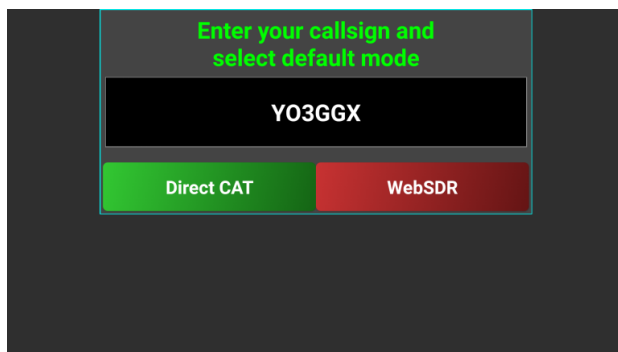 Enter your callsign and
select default mode
YO3GGX
Direct CAT
WebSDR